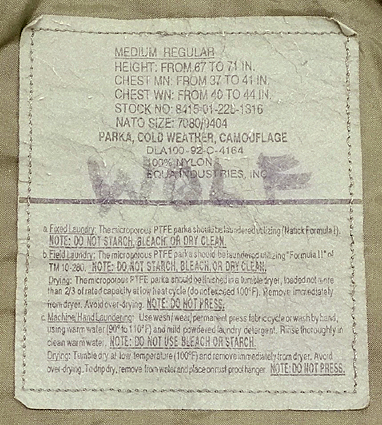 MEDIUM REGULAR
HEIGHT: FROM 67 TO 71 IN.
CHEST MN: FROM 37 TO 41 IN.
CHEST WN: FROM 40 TO 44 IN.
STOCK NO: 8415-01-228-1316
NATO SIZE: 7080/9404
PARKA, COLD WEATHER, CAMOUFLAGE
DLA100-92-C-4164
100% NYLON
EQUA INDUSTRIES, INC.
WOLF
a. Fixed Laundry: The microporous PTFE parka should be laundered utilizing (Natick Formula I).
NOTE: DO NOT STARCH, BLEACH OR DRY CLEAN.
b. Field Laundry: The microporous PTFE parka should be laundered utilizing "Formula II" of
TM 10-280. NOTE: DO NOT STARCH, BLEACH, OR DRY CLEAN.
Drying: The microporous PTFE parka should be finished in a tumble dryer, loaded not more
than 2/3 of rated capacity at low heat cycle (do not exceed 100°F). Remove immediately
from dryer. Avoid over-drying. NOTE: DO NOT PRESS.
c. Machine/Hand Laundering: Use wash/wear, permanent press fabric cycle or wash by hand,
using warm water (90° to 110°F) and mild powdered laundry detergent. Rinse thoroughly in
clean warm water. NOTE: DO NOT USE BLEACH OR STARCH.
Drying: Tumble dry at low temperature (100°F) and remove immediately from dryer. Avoid
over-drying. To drip dry, remove from water and place on rust proof hanger. NOTE: DO NOT PRESS.